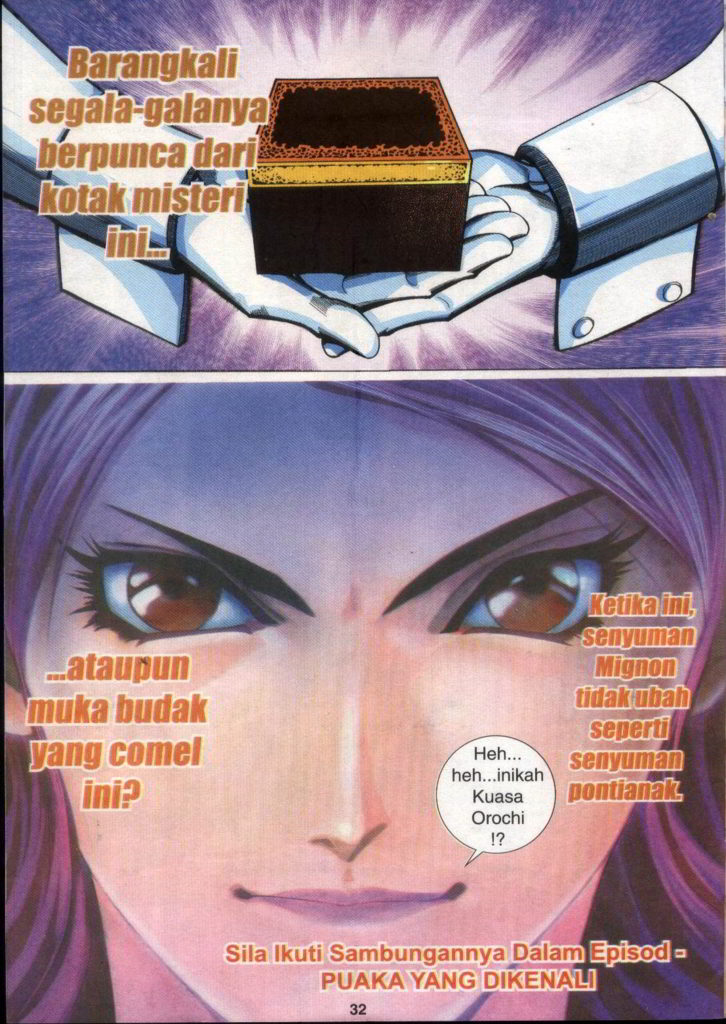 Barangkali
segala-galanya
berpunca dari
kotak misteri
ini...
...ataupun
muka budak
yang comel
ini?
Ketika ini,
senyuman
Mignon
tidak ubah
seperti
senyuman
pontianak.
Heh...
heh...inikah
Kuasa
Orochi
!?
Sila Ikuti Sambungannya Dalam Episod -
PUAKA YANG DIKENALI
32